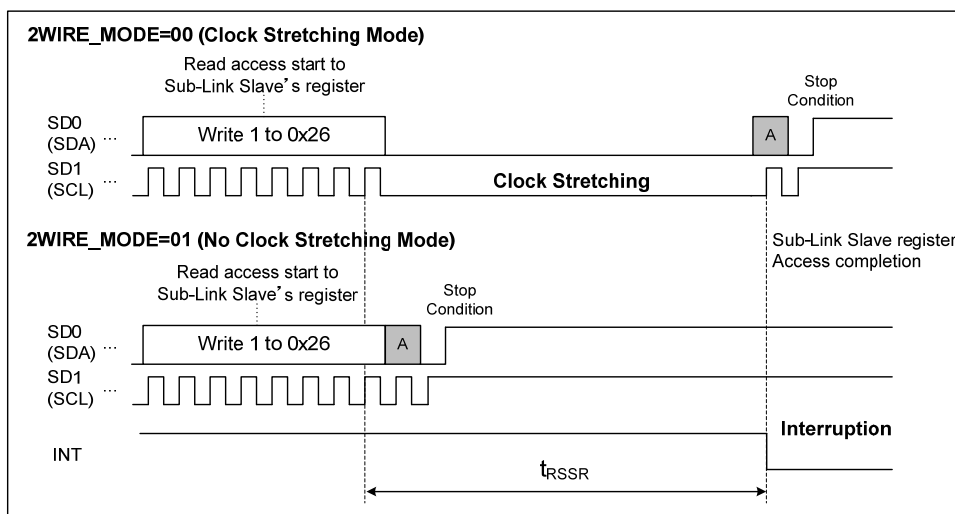 2WIRE_MODE=00 (Clock Stretching Mode)
Read access start to
Sub-Link Slave’s register
Stop
Condition
SD0
(SDA) ...
Write 1 to 0x26
A
SD1
(SCL) ...
Clock Stretching
2WIRE_MODE=01 (No Clock Stretching Mode)
Sub-Link Slave register
Access completion
Read access start to
Sub-Link Slave’s register
Stop
Condition
SD0
(SDA) ...
Write 1 to 0x26
A
SD1
(SCL) ...
Interruption
INT
tRSSR